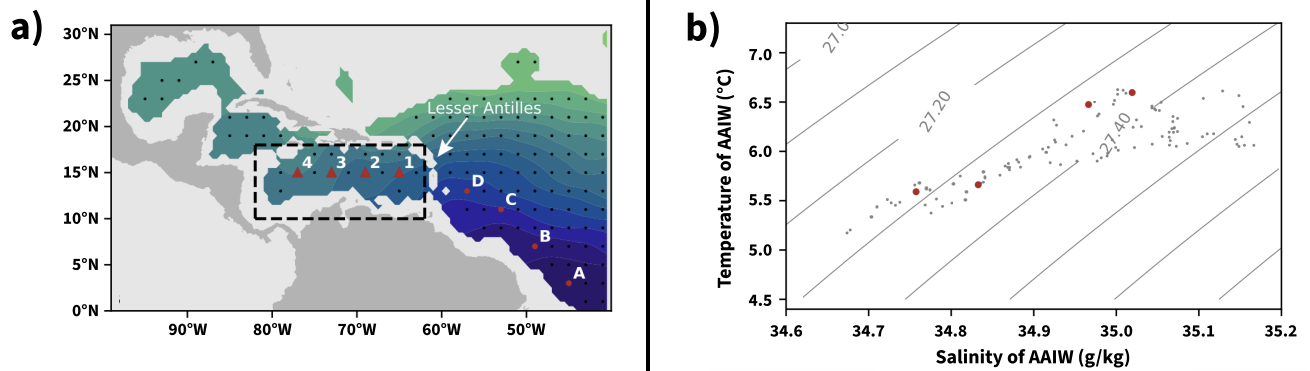 a)
30°N
25°N
20°N
15°N
10°N
5°N
0°N
90°W 80°W 70°W 60°W 50°W
Lesser Antilles
4 3 2 1
D
C
B
A
b)
Temperature of AAIW (°C)
7.0
6.5
6.0
5.5
5.0
4.5
27.0
27.20
27.40
34.6 34.7 34.8 34.9 35.0 35.1 35.2
Salinity of AAIW (g/kg)